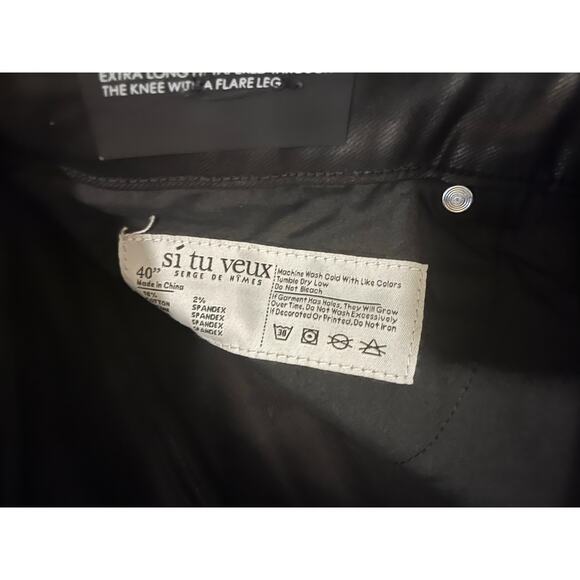 EXTRA LONG
THE KNEE WITH A FLARE LEG
sí tu veux
SERGE DE NÎMES
40"
Made in China
2%
SPANDEX
SPANDEX
SPANDEX
SPANDEX
Machine Wash Cold With Like Colors
Tumble Dry Low
Do Not Bleach
If Garment Has Holes, They Will Grow
Over Time. Do Not Wash Excessively
If Decorated Or Printed, Do Not Iron
30